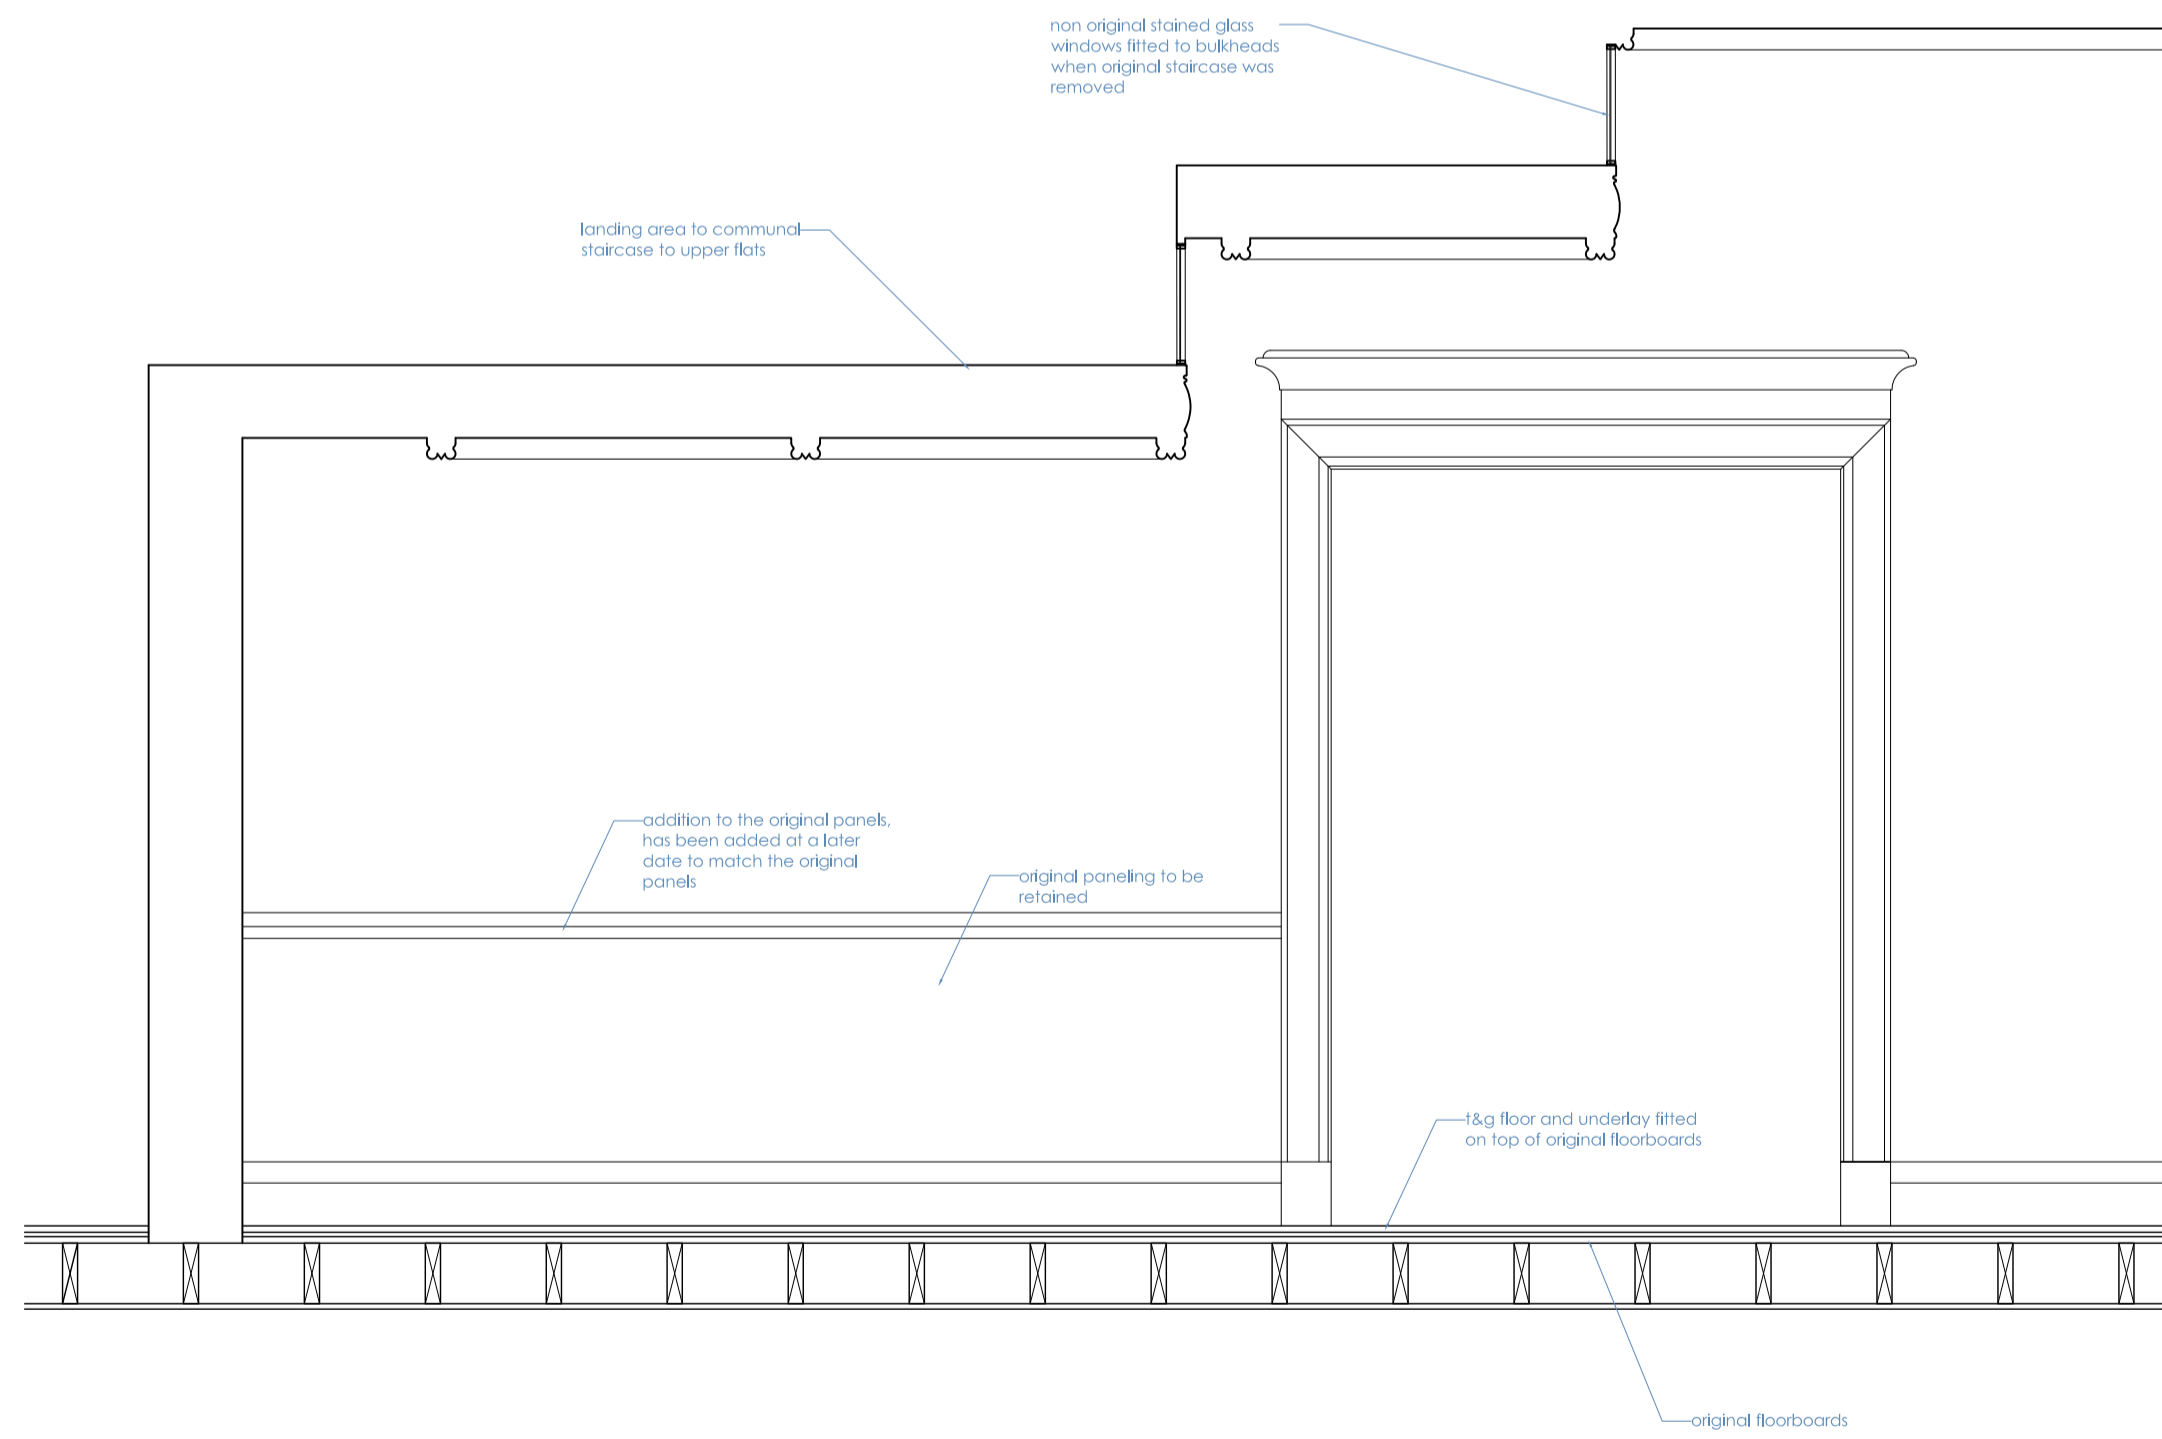 non original stained glass
windows fitted to bulkheads
when original staircase was
removed
landing area to communal
staircase to upper flats
addition to the original panels,
has been added at a later
date to match the original
panels
original paneling to be
retained
t&g floor and underlay fitted
on top of original floorboards
original floorboards